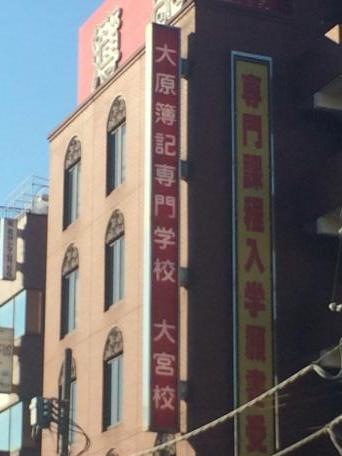 簿
大原簿記専門学校 大宮校
専門課程入学願書受